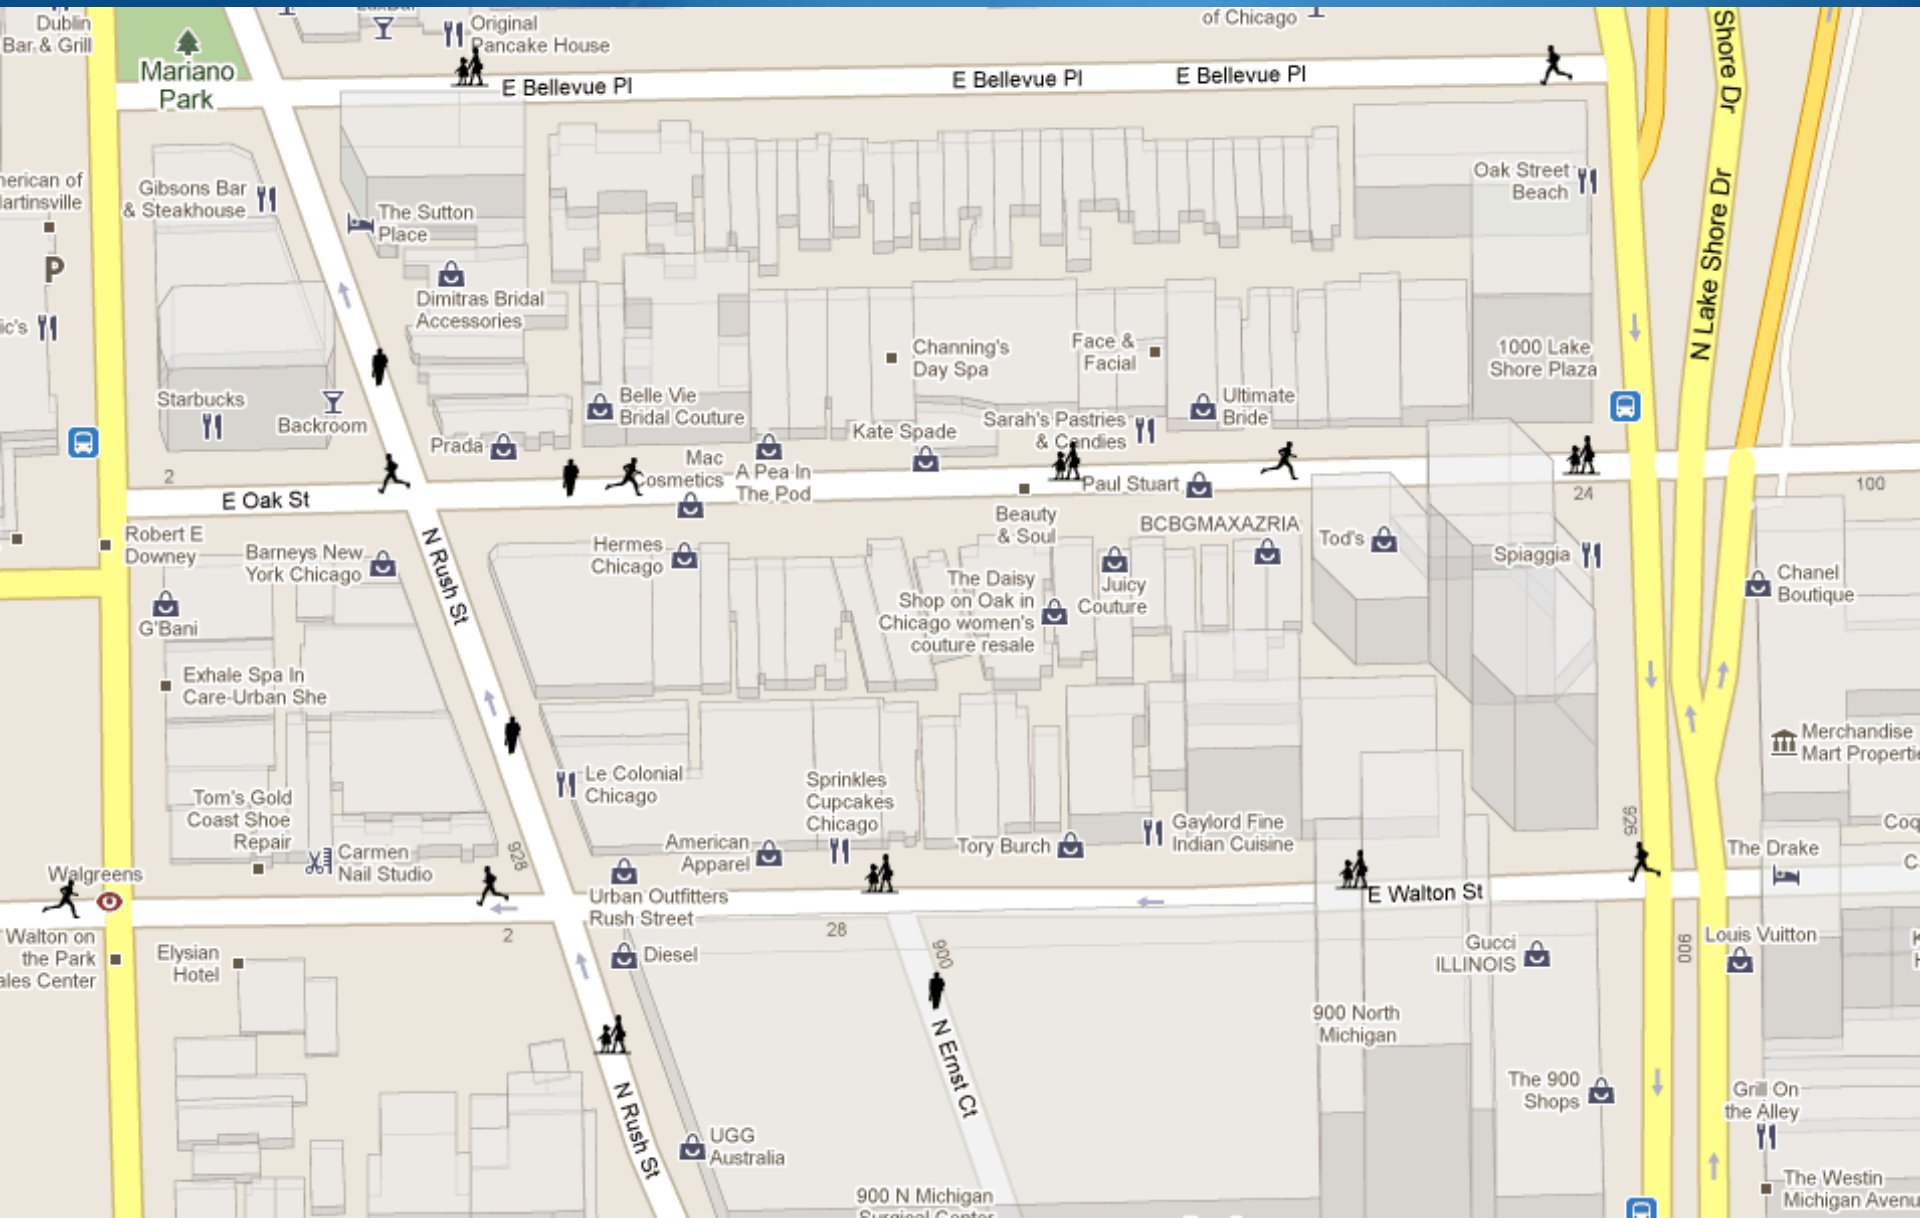 Dublin
Bar & Grill
Original
Pancake House
of Chicago
Mariano
Park
E Bellevue Pl
E Bellevue Pl
E Bellevue Pl
Shore Dr
Gibsons Bar
& Steakhouse
The Sutton
Place
Oak Street
Beach
P
Dimitras Bridal
Accessories
N Lake Shore Dr
Channing's
Day Spa
Face &
Facial
1000 Lake
Shore Plaza
Starbucks
Backroom
Belle Vie
Bridal Couture
Ultimate
Bride
Sarah's Pastries
& Candies
Kate Spade
Prada
Mac
Cosmetics
A Pea In
The Pod
Paul Stuart
2
E Oak St
24
100
Robert E
Downey
Barneys New
York Chicago
N Rush St
Hermes
Chicago
Beauty
& Soul
BCBGMAXAZRIA
Tod's
Spiaggia
Chanel
Boutique
G'Bani
The Daisy
Shop on Oak in
Chicago women's
couture resale
Juicy
Couture
Exhale Spa In
Care-Urban She
Merchandise
Mart
Le Colonial
Chicago
Sprinkles
Cupcakes
Chicago
Tom's Gold
Coast Shoe
Repair
926
Carmen
Nail Studio
928
American
Apparel
Tory Burch
Gaylord Fine
Indian Cuisine
The Drake
Walgreens
Urban Outfitters
Rush Street
E Walton St
2
28
Walton on
the Park
Elysian
Hotel
Diesel
900
Gucci
ILLINOIS
900
Louis Vuitton
900 North
Michigan
N Ernst Ct
N Rush St
The 900
Shops
Grill On
the Alley
UGG
Australia
900 N Michigan
Surgical Center
The Westin
Michigan